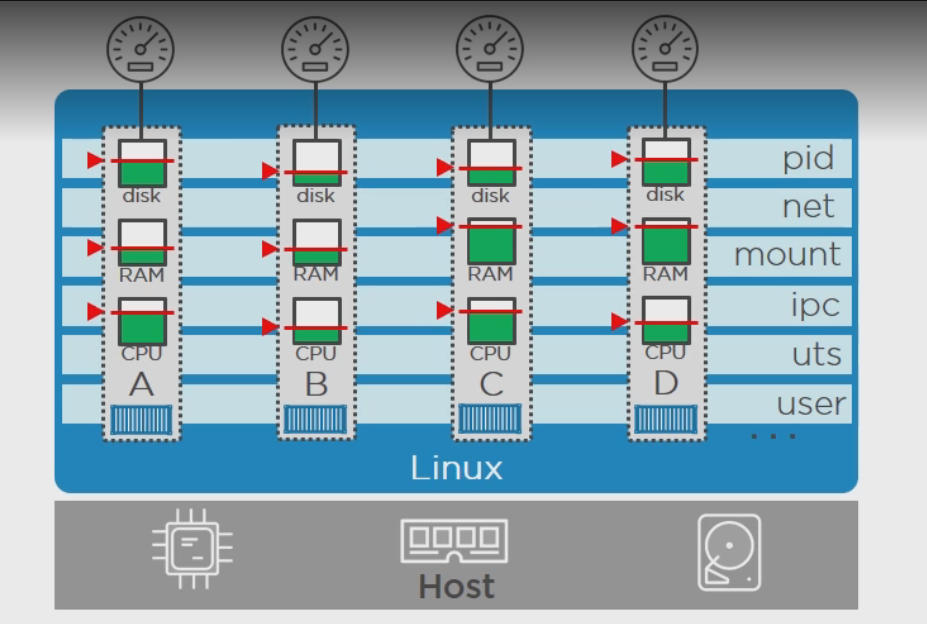 disk disk disk disk pid
net
RAM RAM RAM RAM mount
ipc
CPU CPU CPU CPU uts
A B C D user
...
Linux
Host